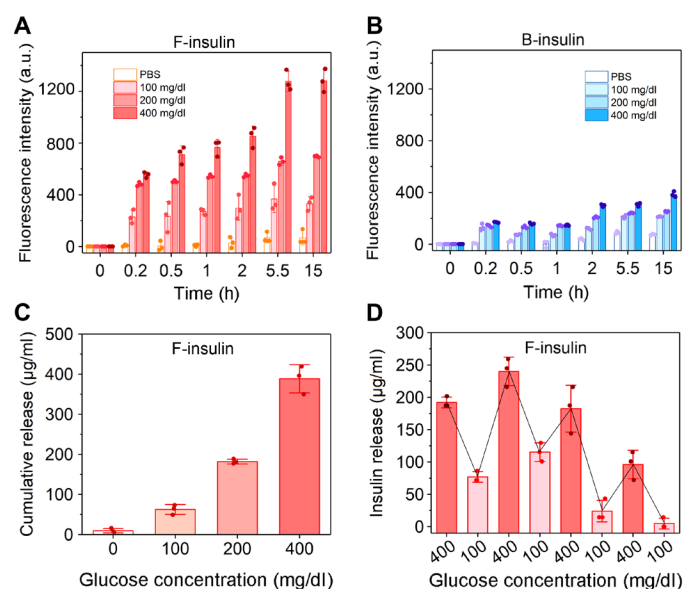 A
F-insulin
Fluorescence intensity (a.u.)
1200
800
400
0
PBS
100 mg/dl
200 mg/dl
400 mg/dl
0 0.2 0.5 1 2 5.5 15
Time (h)
B
B-insulin
Fluorescence intensity (a.u.)
1200
800
400
0
PBS
100 mg/dl
200 mg/dl
400 mg/dl
0 0.2 0.5 1 2 5.5 15
Time (h)
C
F-insulin
Cumulative release (μg/ml)
500
400
300
200
100
0
0 100 200 400
Glucose concentration (mg/dl)
D
F-insulin
Insulin release (μg/ml)
300
250
200
150
100
50
0
400 100 400 100 400 100 400 100
Glucose concentration (mg/dl)